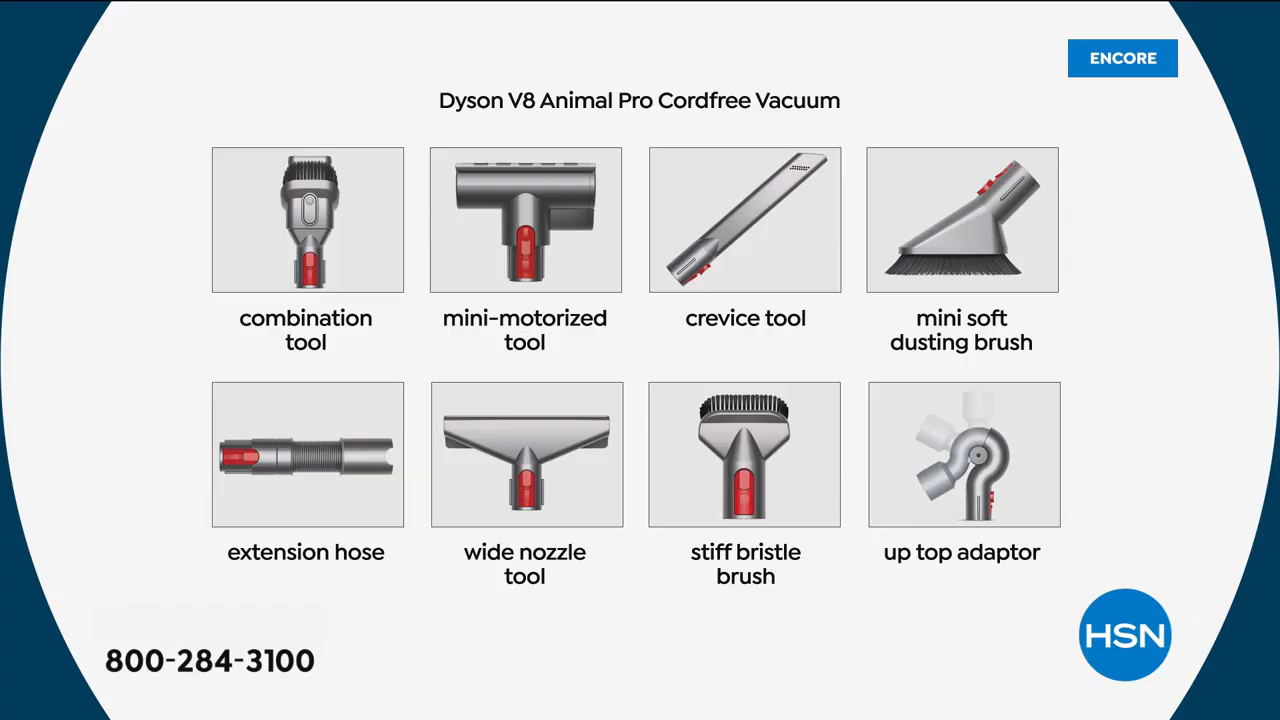 ENCORE
Dyson V8 Animal Pro Cordfree Vacuum
combination
tool
mini-motorized
tool
crevice tool
mini soft
dusting brush
extension hose
wide nozzle
tool
stiff bristle
brush
up top adaptor
800-284-3100
HSN